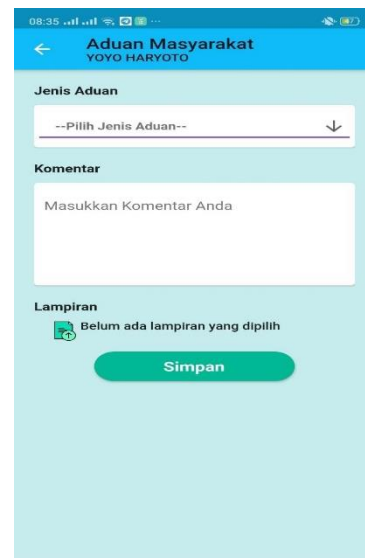 08:35
Aduan Masyarakat
YOYO HARYOTO
Jenis Aduan
--Pilih Jenis Aduan--
Komentar
Masukkan Komentar Anda
Lampiran
Belum ada lampiran yang dipilih
Simpan